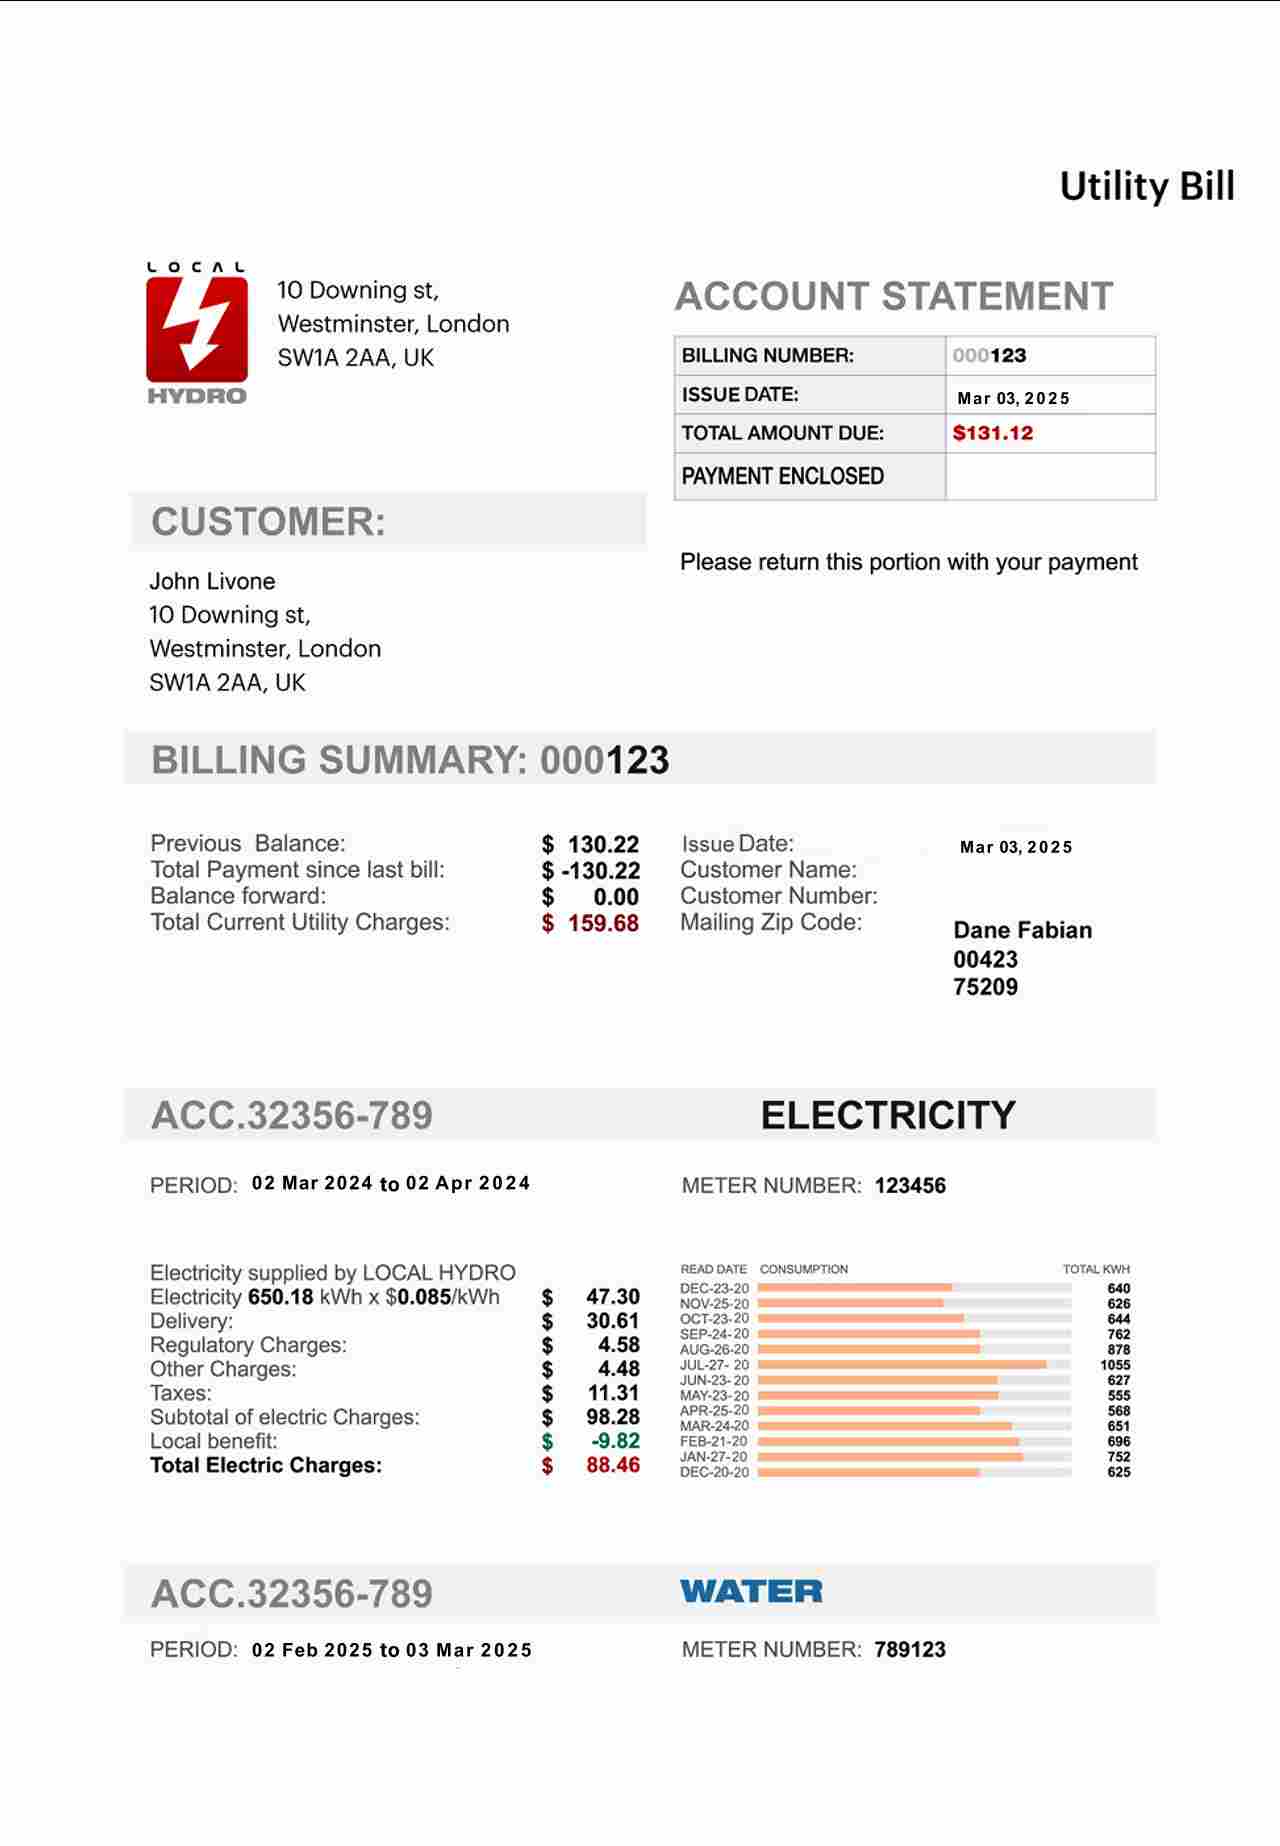 Utility Bill
LOCAL
HYDRO
10 Downing st,
Westminster, London
SW1A 2AA, UK
ACCOUNT STATEMENT
BILLING NUMBER: 000123
ISSUE DATE: Mar 03, 2025
TOTAL AMOUNT DUE: $131.12
PAYMENT ENCLOSED
Please return this portion with your payment
CUSTOMER:
John Livone
10 Downing st,
Westminster, London
SW1A 2AA, UK
BILLING SUMMARY: 000123
Previous Balance: $ 130.22
Total Payment since last bill: $ -130.22
Balance forward: $ 0.00
Total Current Utility Charges: $ 159.68
Issue Date: Mar 03, 2025
Customer Name:
Customer Number:
Mailing Zip Code:
Dane Fabian
00423
75209
ACC.32356-789 ELECTRICITY
PERIOD: 02 Mar 2024 to 02 Apr 2024
METER NUMBER: 123456
Electricity supplied by LOCAL HYDRO
Electricity 650.18 kWh x $0.085/kWh $ 47.30
Delivery: $ 30.61
Regulatory Charges: $ 4.58
Other Charges: $ 4.48
Taxes: $ 11.31
Subtotal of electric Charges: $ 98.28
Local benefit: $ -9.82
Total Electric Charges: $ 88.46
READ DATE CONSUMPTION TOTAL KWH
DEC-23-20 640
NOV-25-20 626
OCT-23-20 644
SEP-24-20 762
AUG-26-20 878
JUL-27- 20 1055
JUN-23- 20 627
MAY-23-20 555
APR-25-20 568
MAR-24-20 651
FEB-21-20 696
JAN-27-20 752
DEC-20-20 625
ACC.32356-789 WATER
PERIOD: 02 Feb 2025 to 03 Mar 2025
METER NUMBER: 789123